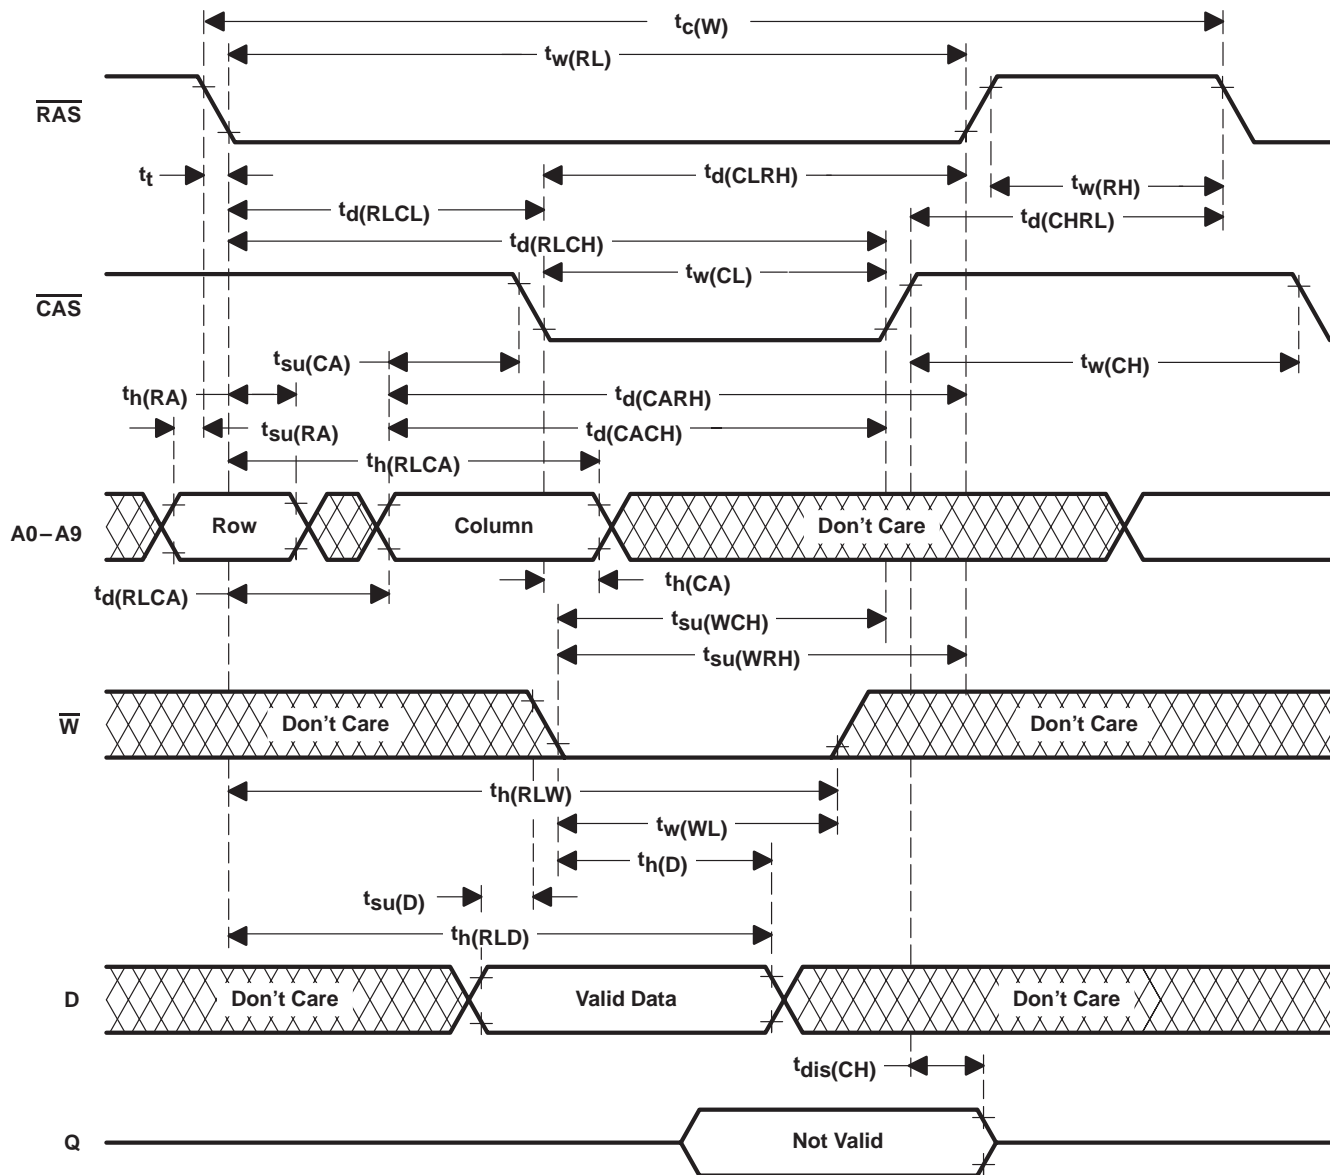 tc(W)
tw(RL)
RAS
tt
td(CLRH)
tw(RH)
td(RLCL)
td(CHRL)
td(RLCH)
tw(CL)
CAS
tsu(CA)
tw(CH)
th(RA)
td(CARH)
tsu(RA)
td(CACH)
th(RLCA)
A0–A9
Row
Column
Don't Care
td(RLCA)
th(CA)
tsu(WCH)
tsu(WRH)
W
Don't Care
Don't Care
th(RLW)
tw(WL)
th(D)
tsu(D)
th(RLD)
D
Don't Care
Valid Data
Don't Care
tdis(CH)
Q
Not Valid